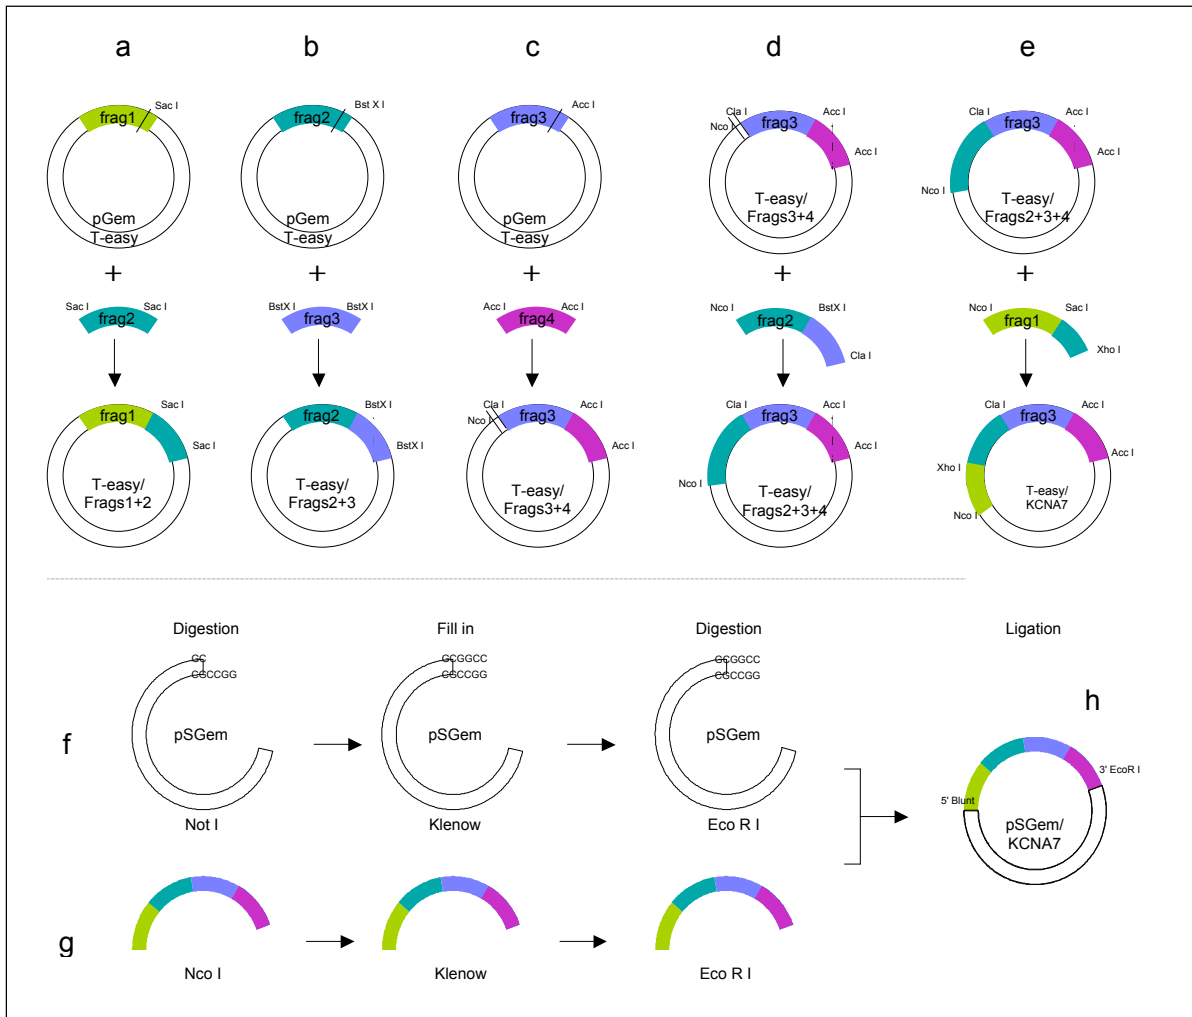 a
b
c
d
e
frag1
Sac I
pGem
T-easy
frag2
Bst X I
pGem
T-easy
frag3
Acc I
pGem
T-easy
Cla I
Nco I
frag3
Acc I
Acc I
T-easy/
Frags3+4
Cla I
frag3
Acc I
Acc I
Nco I
T-easy/
Frags2+3+4
+
+
+
+
+
Sac I
Sac I
frag2
BstX I
BstX I
frag3
Acc I
Acc I
frag4
Nco I
BstX I
frag2
Cla I
Nco I
Sac I
frag1
Xho I
frag1
Sac I
Sac I
T-easy/
Frags1+2
frag2
BstX I
BstX I
T-easy/
Frags2+3
Cla I
Nco I
frag3
Acc I
Acc I
T-easy/
Frags3+4
Cla I
frag3
Acc I
Acc I
Nco I
T-easy/
Frags2+3+4
Cla I
frag3
Acc I
Acc I
Xho I
Nco I
T-easy/
KCNA7
Digestion
Fill in
Digestion
Ligation
f
GC
CGCCGG
pSGem
Not I
GCGGCC
CGCCGG
pSGem
Klenow
GCGGCC
CGCCGG
pSGem
Eco R I
h
5' Blunt
3' EcoR I
pSGem/
KCNA7
g
Nco I
Klenow
Eco R I